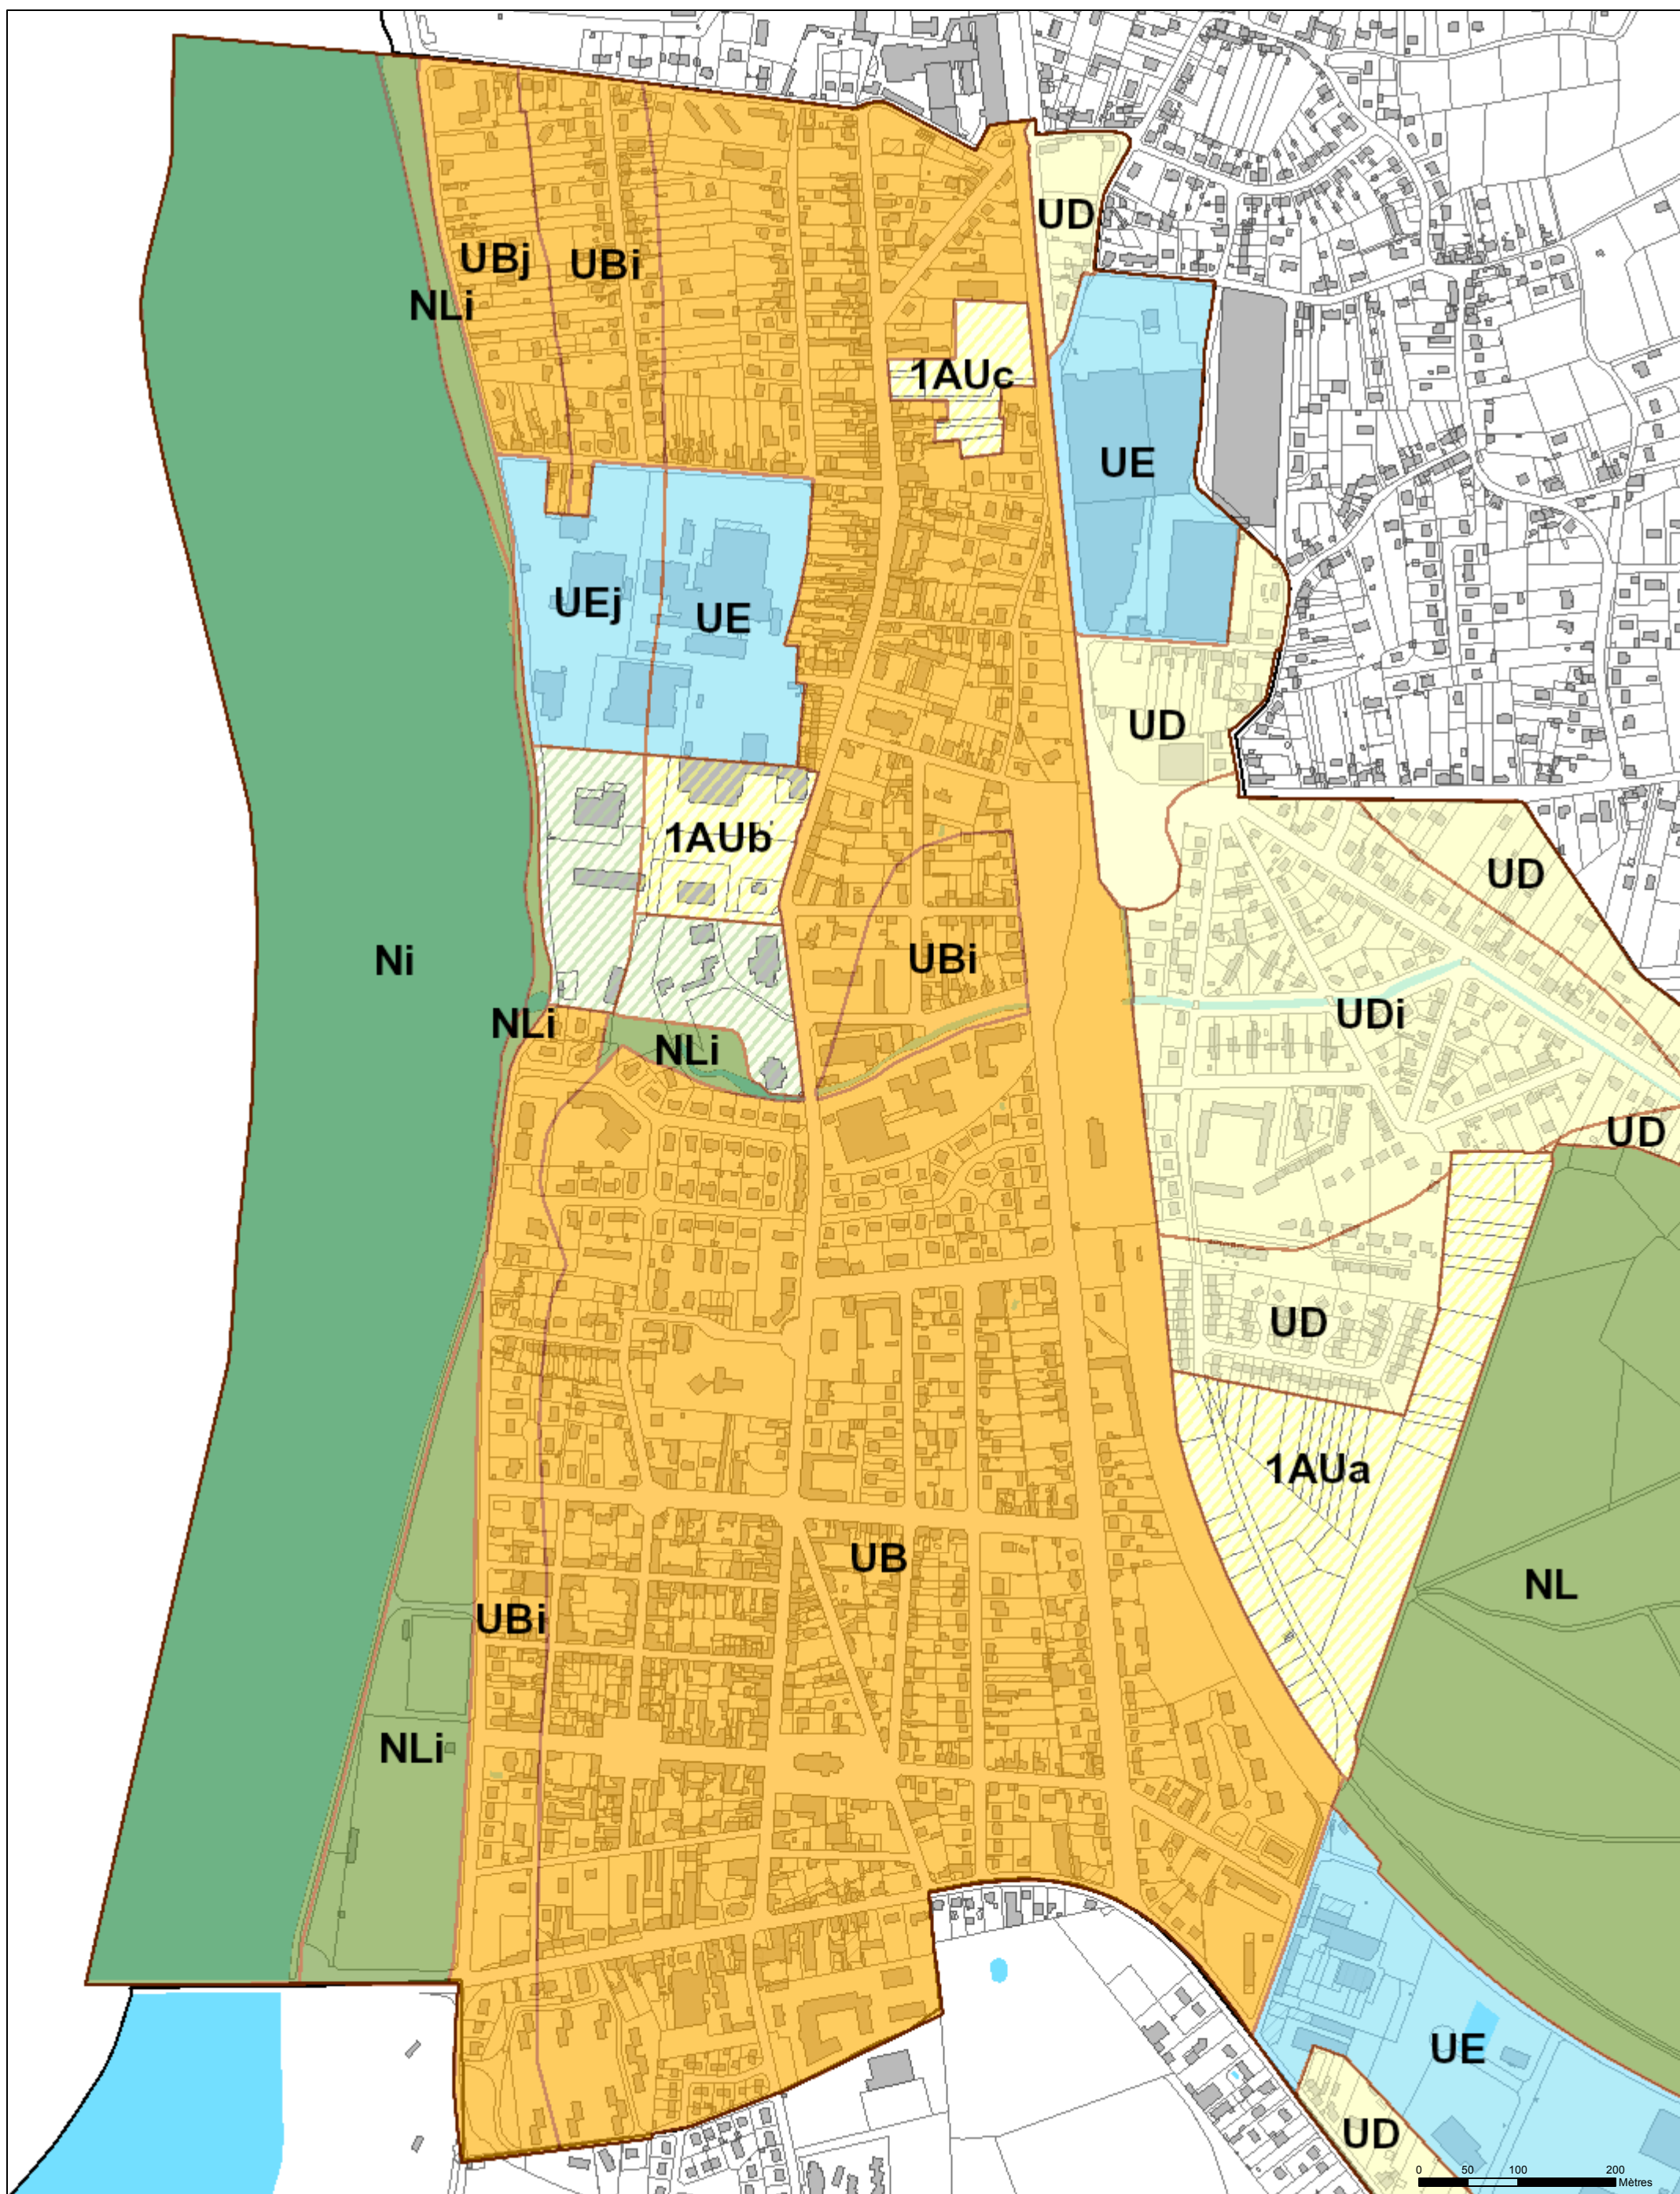 UD
UBj
UBi
NLi
1AUc
UE
UEj
UE
UD
1AUb
UD
Ni
UBi
UDi
NLi
NLi
UD
UD
1AUa
UB
NL
UBi
NLi
UE
UD
0 50 100 200
Mètres